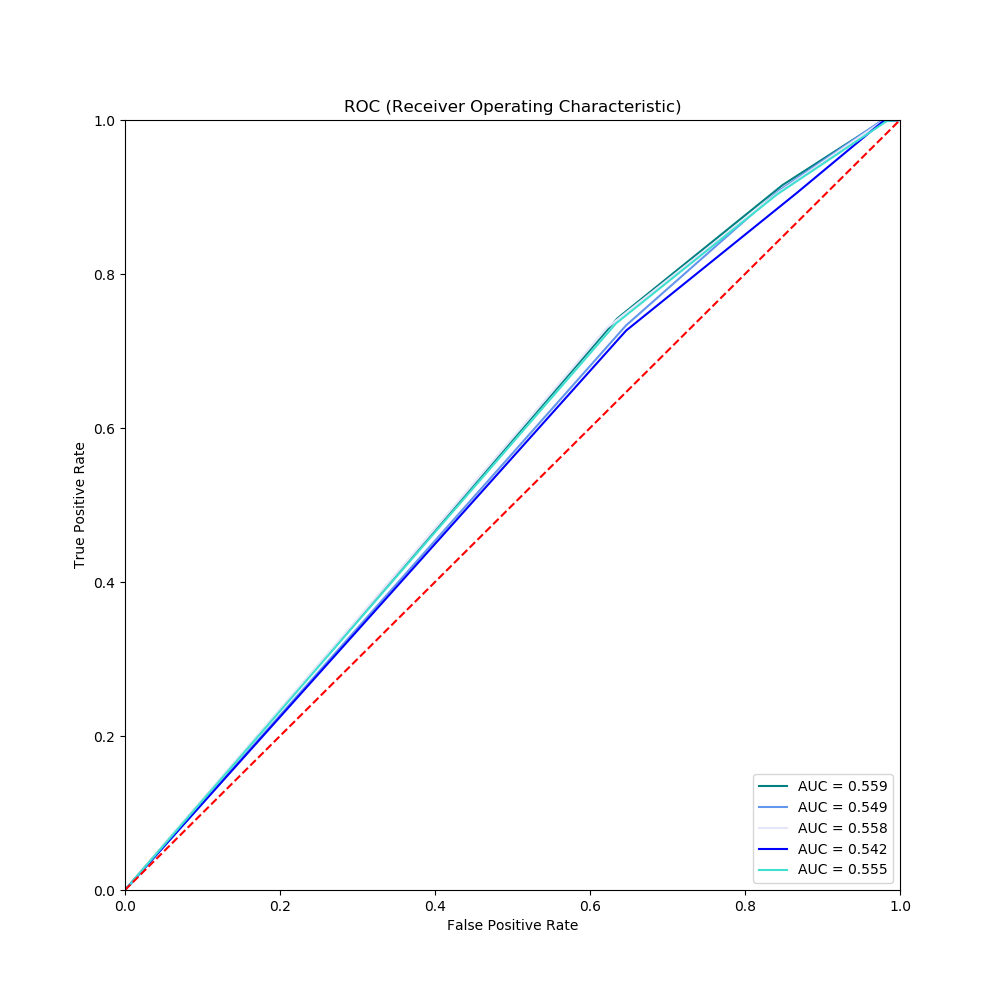 ROC (Receiver Operating Characteristic)
1.0
0.8
0.6
0.4
0.2
0.0
True Positive Rate
AUC = 0.559
AUC = 0.549
AUC = 0.558
AUC = 0.542
AUC = 0.555
0.0 0.2 0.4 0.6 0.8 1.0
False Positive Rate